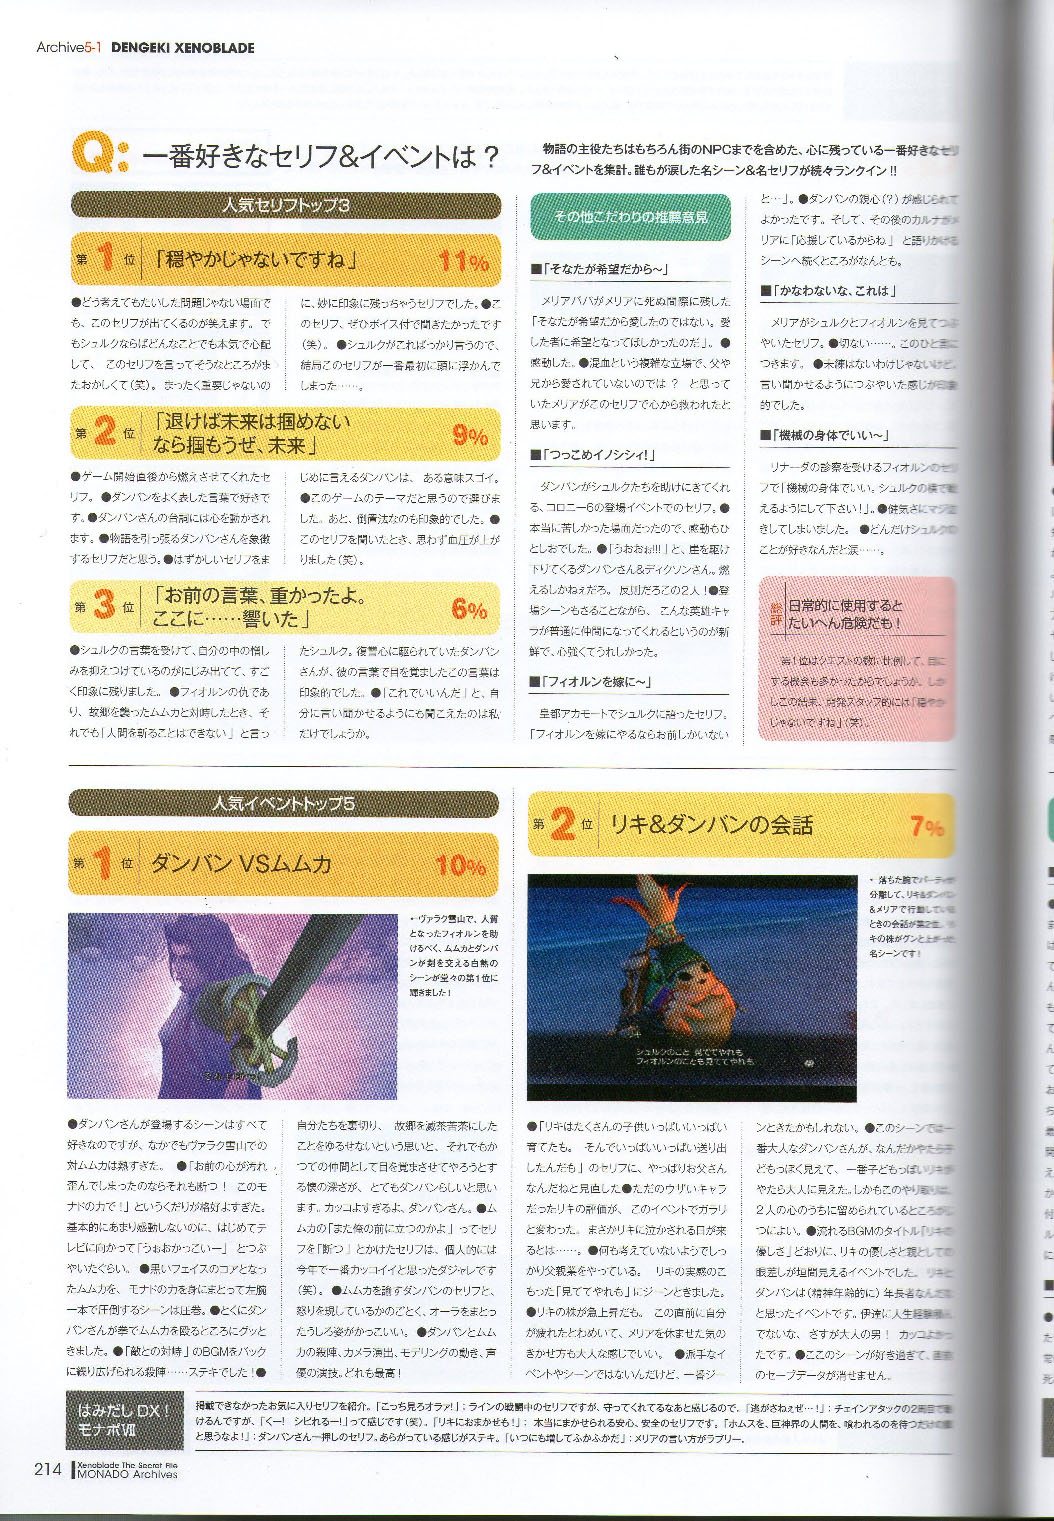 Archive5-1 DENGEKI XENOBLADE
Q: 一番好きなセリフ&イベントは？
物語の主役たちはもちろん街のNPCまでを含めた、心に残っている一番好きなセリ
フ&イベントを集計。誰もが涙した名シーン&名セリフが続々ランクイン!!
人気セリフトップ3
第1位 「穏やかじゃないですね」 11%
●どう考えてもたいした問題じゃない場面で
も、このセリフが出てくるのが笑えます。で
もシュルクならばどんなことでも本気で心配
して、このセリフを言ってそうなところがま
たおかしくて(笑)。まったく重要じゃないの
に、妙に印象に残っちゃうセリフでした。●こ
のセリフ、ぜひボイス付で聞きたかったです
(笑)。●シュルクがこればっかり言うので、
結局このセリフが一番最初に頭に浮かんで
しまった……。
第2位 「退けば未来は掴めない
なら掴もうぜ、未来」 9%
●ゲーム開始直後から燃えさせてくれたセ
リフ。●ダンバンをよく表した言葉で好きで
す。●ダンバンさんの台詞には心を動かされ
ます。●物語を引っ張るダンバンさんを象徴
するセリフだと思う。●はずかしいセリフをま
じめに言えるダンバンは、ある意味スゴイ。
●このゲームのテーマだと思うので選びま
した。あと、倒置法なのも印象的でした。●
このセリフを聞いたとき、思わず血圧が上が
りました(笑)。
第3位 「お前の言葉、重かったよ。
ここに……響いた」 6%
●シュルクの言葉を受けて、自分の中の憎し
みを抑えつけているのがにじみ出てて、すご
く印象に残りました。●フィオルンの仇であ
り、故郷を襲ったムムカと対峙したとき、そ
れでも「人間を斬ることはできない」と言っ
たシュルク。復讐心に駆られていたダンバン
さんが、彼の言葉で目を覚ましたこの言葉は
印象的でした。●「これでいいんだ」と、自
分に言い聞かせるようにも聞こえたのは私
だけでしょうか。
その他こだわりの推薦意見
■「そなたが希望だから～」
メリアパパがメリアに死ぬ間際に残した
「そなたが希望だから愛したのではない。愛
した者に希望となってほしかったのだ」。●
感動した。●混血という複雑な立場で、父や
兄から愛されていないのでは？ と思って
いたメリアがこのセリフで心から救われたと
思います。
■「つっこめイノシシィ!」
ダンバンがシュルクたちを助けにきてくれ
る、コロニー6の登場イベントでのセリフ。●
本当に苦しかった場面だったので、感動もひ
としおでした。●「うおおぉ!!!」と、崖を駆け
下りてくるダンバンさん&ディクソンさん。燃
えるしかねぇだろ。反則だろこの2人!●登
場シーンもさることながら、こんな英雄キャ
ラが普通に仲間になってくれるというのが新
鮮で、心強くてうれしかった。
■「フィオルンを嫁に～」
皇都アカモートでシュルクに語ったセリフ。
「フィオルンを嫁にやるならお前しかいない
と…」。●ダンバンの親心(？)が感じられて
よかったです。そして、その後のカルナがメ
リアに「応援しているからね」と語りかける
シーンへ続くところがなんとも。
■「かなわないな、これは」
メリアがシュルクとフィオルンを見てつぶ
やいたセリフ。●切ない……。このひと言に
つきます。●未練はないわけじゃないけど、
言い聞かせるようにつぶやいた感じが印象
的でした。
■「機械の身体でいい～」
リナーダの診察を受けるフィオルンのセリ
フで「機械の身体でいい。シュルクの横で戦
えるようにして下さい!」。●健気さにマジ泣
きしてしまいました。●どんだけシュルクの
ことが好きなんだと涙……。
総評 日常的に使用すると
たいへん危険だも!
第1位はクエストの数に比例して、目に
する機会も多かったからでしょうか。しか
しこの結果、開発スタッフ的には「穏やか
じゃないですね」(笑)。
人気イベントトップ5
第1位 ダンバン VSムムカ 10%
・ヴァラク雪山で、人質
となったフィオルンを助
けるべく、ムムカとダンバ
ンが剣を交える白熱の
シーンが堂々の第1位に
輝きました!
●ダンバンさんが登場するシーンはすべて
好きなのですが、なかでもヴァラク雪山での
対ムムカは熱すぎた。●「お前の心が汚れ
歪んでしまったのならそれも断つ! このモ
ナドの力で!」というくだりが格好よすぎた。
基本的にあまり感動しないのに、はじめてテ
レビに向かって「うぉおかっこいー」とつぶ
やいたぐらい。●黒いフェイスのコアとなっ
たムムカを、モナドの力を身にまとって左腕
一本で圧倒するシーンは圧巻。●とくにダン
バンさんが拳でムムカを殴るところにグッと
きました。●「敵との対峙」のBGMをバック
に繰り広げられる殺陣……ステキでした!●
自分たちを裏切り、故郷を滅茶苦茶にした
ことをゆるせないという思いと、それでもか
つての仲間として目を覚まさせてやろうとす
る懐の深さが、とてもダンバンらしいと思い
ます。カッコよすぎるよ、ダンバンさん。●ム
ムカの「また俺の前に立つのかよ」ってセリ
フを「断つ」とかけたセリフは、個人的には
今年で一番カッコイイと思ったダジャレです
(笑)。●ムムカを諭すダンバンのセリフと、
怒りを現しているかのごとく、オーラをまとっ
たうしろ姿がかっこいい。●ダンバンとムム
カの殺陣、カメラ演出、モデリングの動き、声
優の演技。どれも最高!
第2位 リキ&ダンバンの会話 7%
・落ちた腕でパーティが
分離して、リキ&ダンバン
&メリアで行動している
ときの会話が第2位。リ
キの株がグンと上がった
名シーンです!
シュルクのこと 見ててやれも
フィオルンのことも見ててやれも
●「リキはたくさんの子供いっぱいいっぱい
育てたも。そんでいっぱいいっぱい送り出
したんだも」のセリフに、やっぱりお父さん
なんだねと見直した●ただのウザいキャラ
だったリキの評価が、このイベントでガラリ
と変わった。まさかリキに泣かされる日が来
るとは……。●何も考えていないようでしっ
かり父親業をやっている。リキの実感のこ
もった「見ててやれも」にジーンときました。
●リキの株が急上昇だも。この直前に自分
が疲れたとわめいて、メリアを休ませた気の
きかせ方も大人な感じでいい。●派手なイ
ベントやシーンではないんだけど、一番ジー
ンときたかもしれない。●このシーンでは一
番大人なダンバンさんが、なんだかやたら子
どもっぽく見えて、一番子どもっぽいリキが
やたら大人に見えた。しかもこのやり取りは、
2人の心のうちに留められているところがに
つによい。●流れるBGMのタイトル「リキの
優しさ」どおりに、リキの優しさと親としての
眼差しが垣間見えるイベントでした。リキと
ダンバンは(精神年齢的に)年長者なんだな
と思ったイベントです。伊達に人生経験積ん
でないな、さすが大人の男! カッコよかっ
たです。●ここのシーンが好き過ぎて、直前
のセーブデータが消せません。
はみだしDX!
モナポⅦ
掲載できなかったお気に入りセリフを紹介。「こっち見ろオラァ!」:ラインの戦闘中のセリフですが、守ってくれてるなあと感じるので。「逃がさねぇぜ…!」:チェインアタックの2周目で聞
けるんですが、「くー! シビれるー!」って感じです(笑)。「リキにおまかせも!」:本当にまかせられる安心、安全のセリフです。「ホムスを、巨神界の人間を、喰われるのを待つだけの餌
と思うなよ!」:ダンバンさん一押しのセリフ。あらがっている感じがステキ。「いつにも増してふかふかだ」:メリアの言い方がラブリー。
214
Xenoblade The Secret File
MONADO Archives